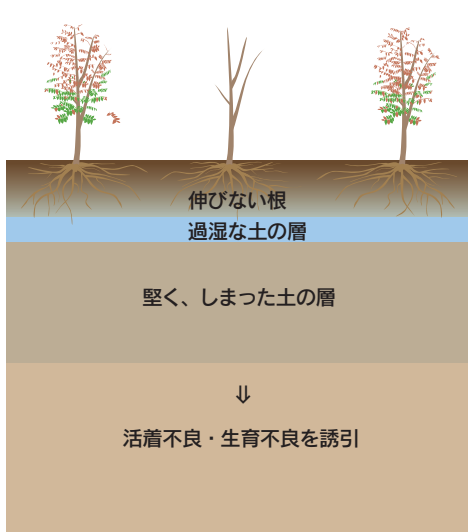 伸びない根
過湿な土の層
堅く、しまった土の層
⇓
活着不良・生育不良を誘引